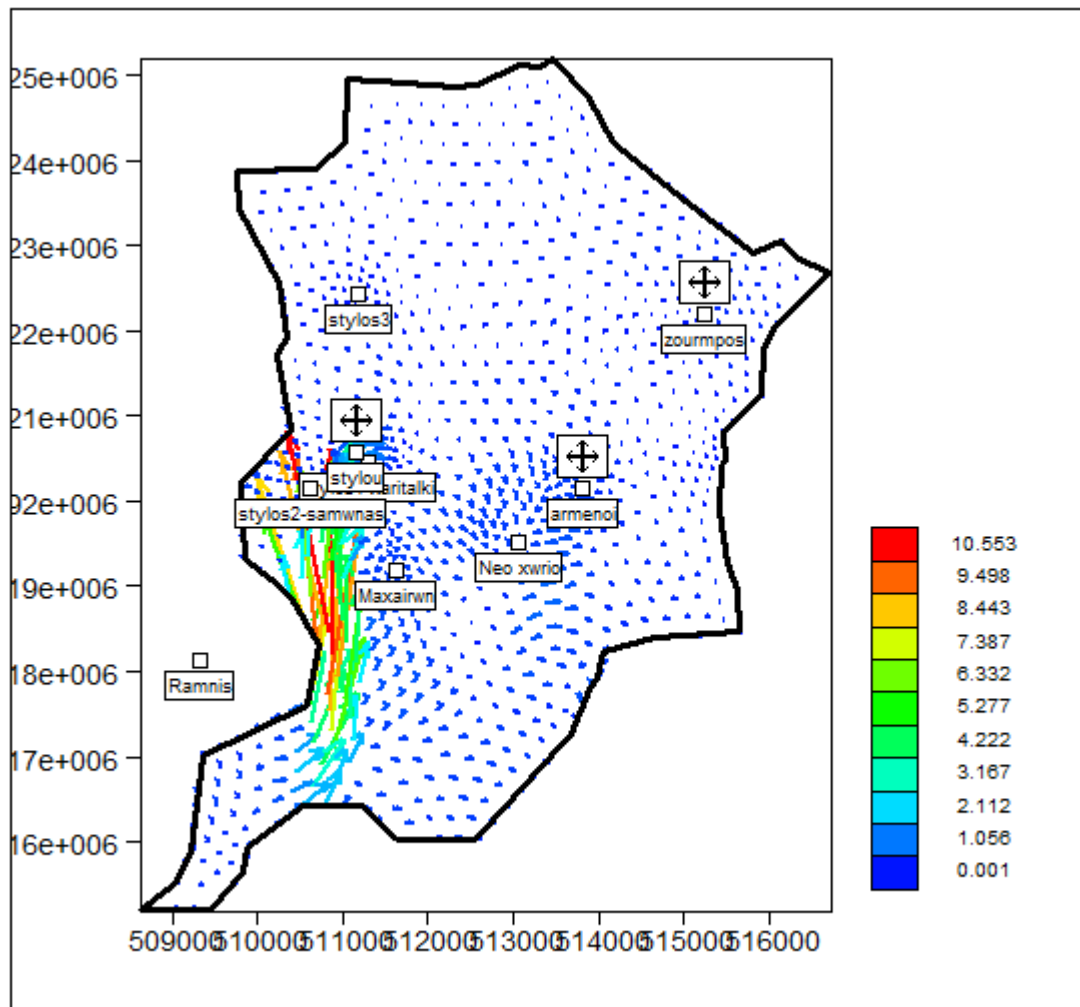 25e+006
24e+006
23e+006
22e+006
21e+006
92e+006
19e+006
18e+006
17e+006
16e+006
stylos3
zourmpos
stylou
aritalki
stylos2-samwnas
armenoi
Neo xwrio
Maxairwn
Ramnis
10.553
9.498
8.443
7.387
6.332
5.277
4.222
3.167
2.112
1.056
0.001
509000 510000 511000 512000 513000 514000 515000 516000